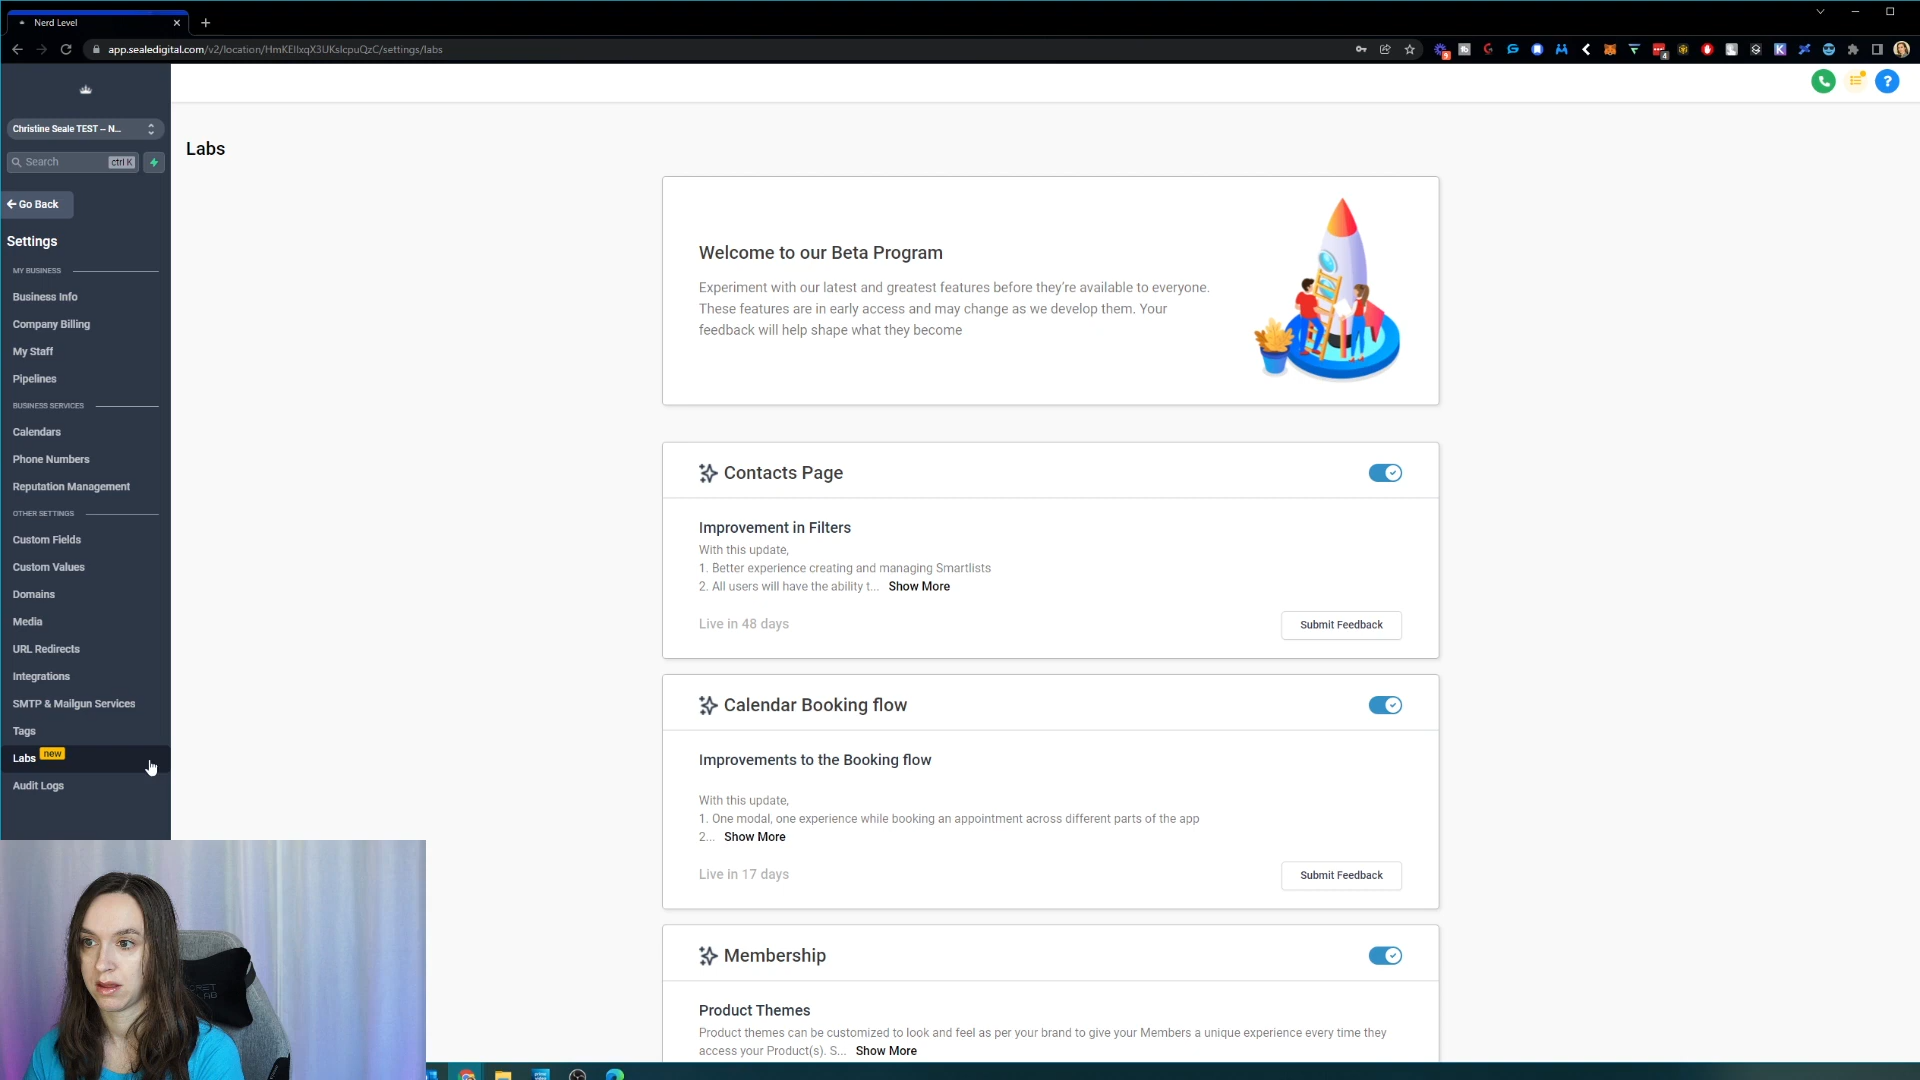 Nerd Level
app.sealedigital.com/v2/location/HmKEIlxqX3UKslcpuQzC/settings/labs
Christine Seale TEST – N...
Search
ctrl K
Go Back
Settings
MY BUSINESS
Business Info
Company Billing
My Staff
Pipelines
BUSINESS SERVICES
Calendars
Phone Numbers
Reputation Management
OTHER SETTINGS
Custom Fields
Custom Values
Domains
Media
URL Redirects
Integrations
SMTP & Mailgun Services
Tags
Labs new
Audit Logs
Labs
Welcome to our Beta Program
Experiment with our latest and greatest features before they're available to everyone.
These features are in early access and may change as we develop them. Your
feedback will help shape what they become
Contacts Page
Improvement in Filters
With this update,
1. Better experience creating and managing Smartlists
2. All users will have the ability t... Show More
Live in 48 days
Submit Feedback
Calendar Booking flow
Improvements to the Booking flow
With this update,
1. One modal, one experience while booking an appointment across different parts of the app
2... Show More
Live in 17 days
Submit Feedback
Membership
Product Themes
Product themes can be customized to look and feel as per your brand to give your Members a unique experience every time they
access your Product(s). S... Show More